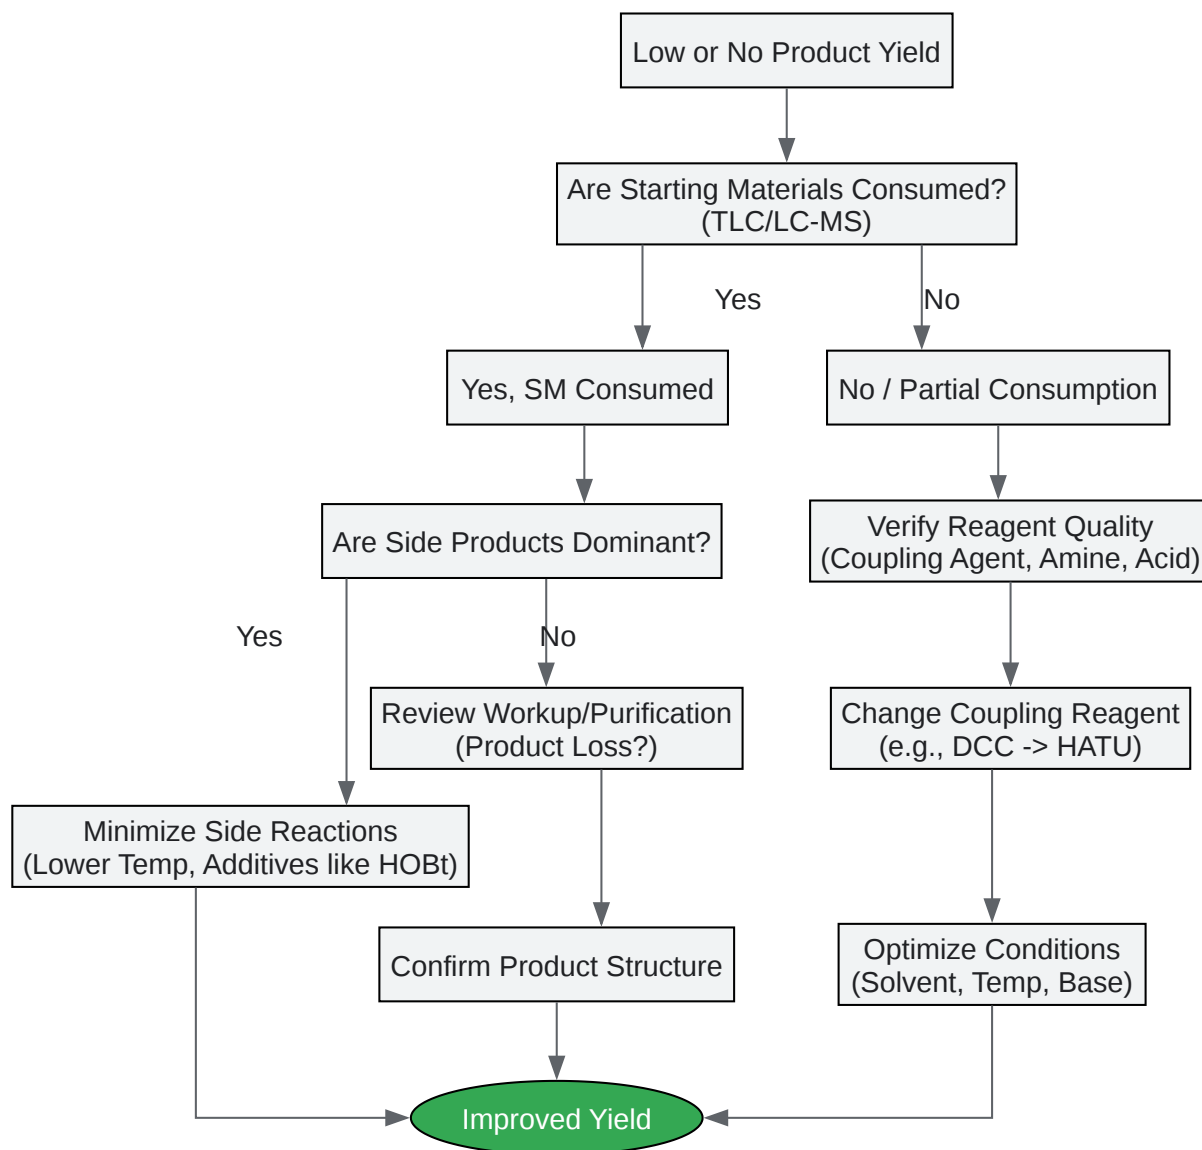 Low or No Product Yield
Are Starting Materials Consumed?
(TLC/LC-MS)
Yes
No
Yes, SM Consumed
No / Partial Consumption
Are Side Products Dominant?
Verify Reagent Quality
(Coupling Agent, Amine, Acid)
Yes
No
Review Workup/Purification
(Product Loss?)
Change Coupling Reagent
(e.g., DCC -> HATU)
Minimize Side Reactions
(Lower Temp, Additives like HOBt)
Confirm Product Structure
Optimize Conditions
(Solvent, Temp, Base)
Improved Yield